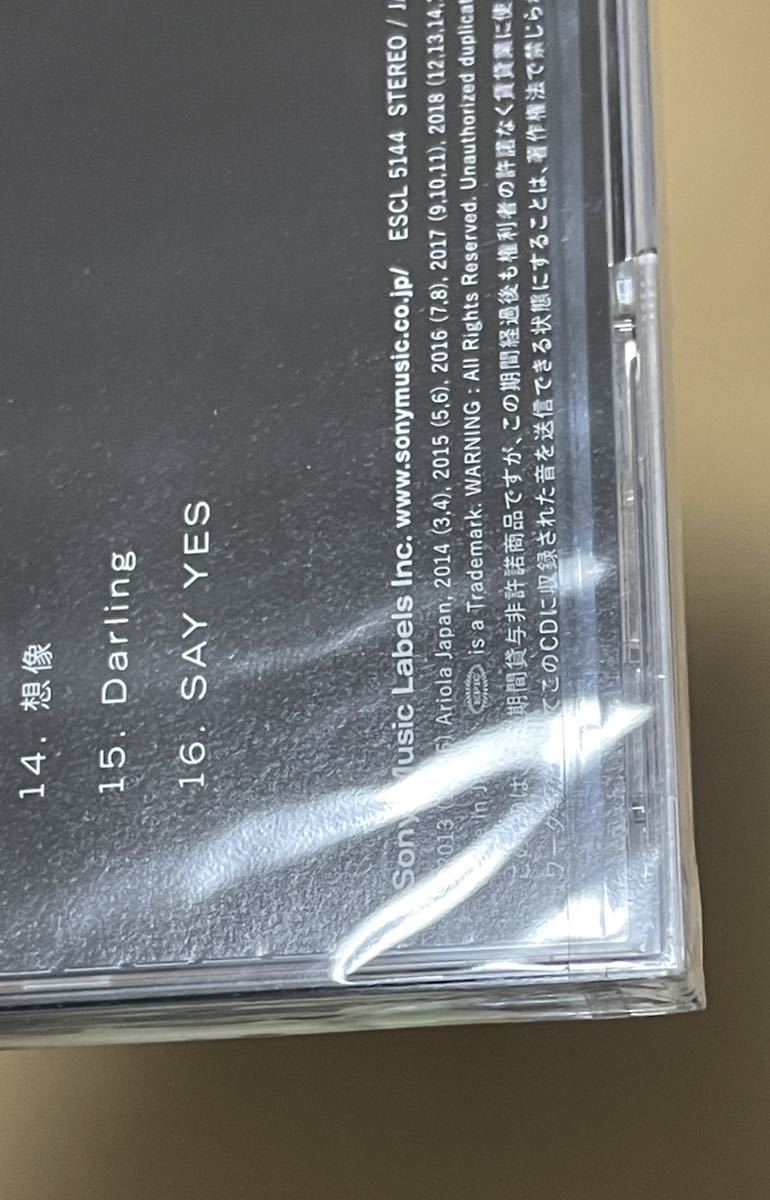 14. 想像
15. Darling
16. SAY YES
Sony Music Labels Inc. www.sonymusic.co.jp/ ESCL 5144 STEREO /
2013 Ariola Japan, 2014 (3,4), 2015 (5,6), 2016 (7,8), 2017 (9,10,11), 2018 (12,13,14,
EPIC is a Trademark. WARNING : All Rights Reserved. Unauthorized duplicat
期間貸与非許諾商品ですが、この期間経過後も権利者の許諾なく賃貸業に使
てこのCDに収録された音を送信できる状態にすることは、著作権法で禁じら